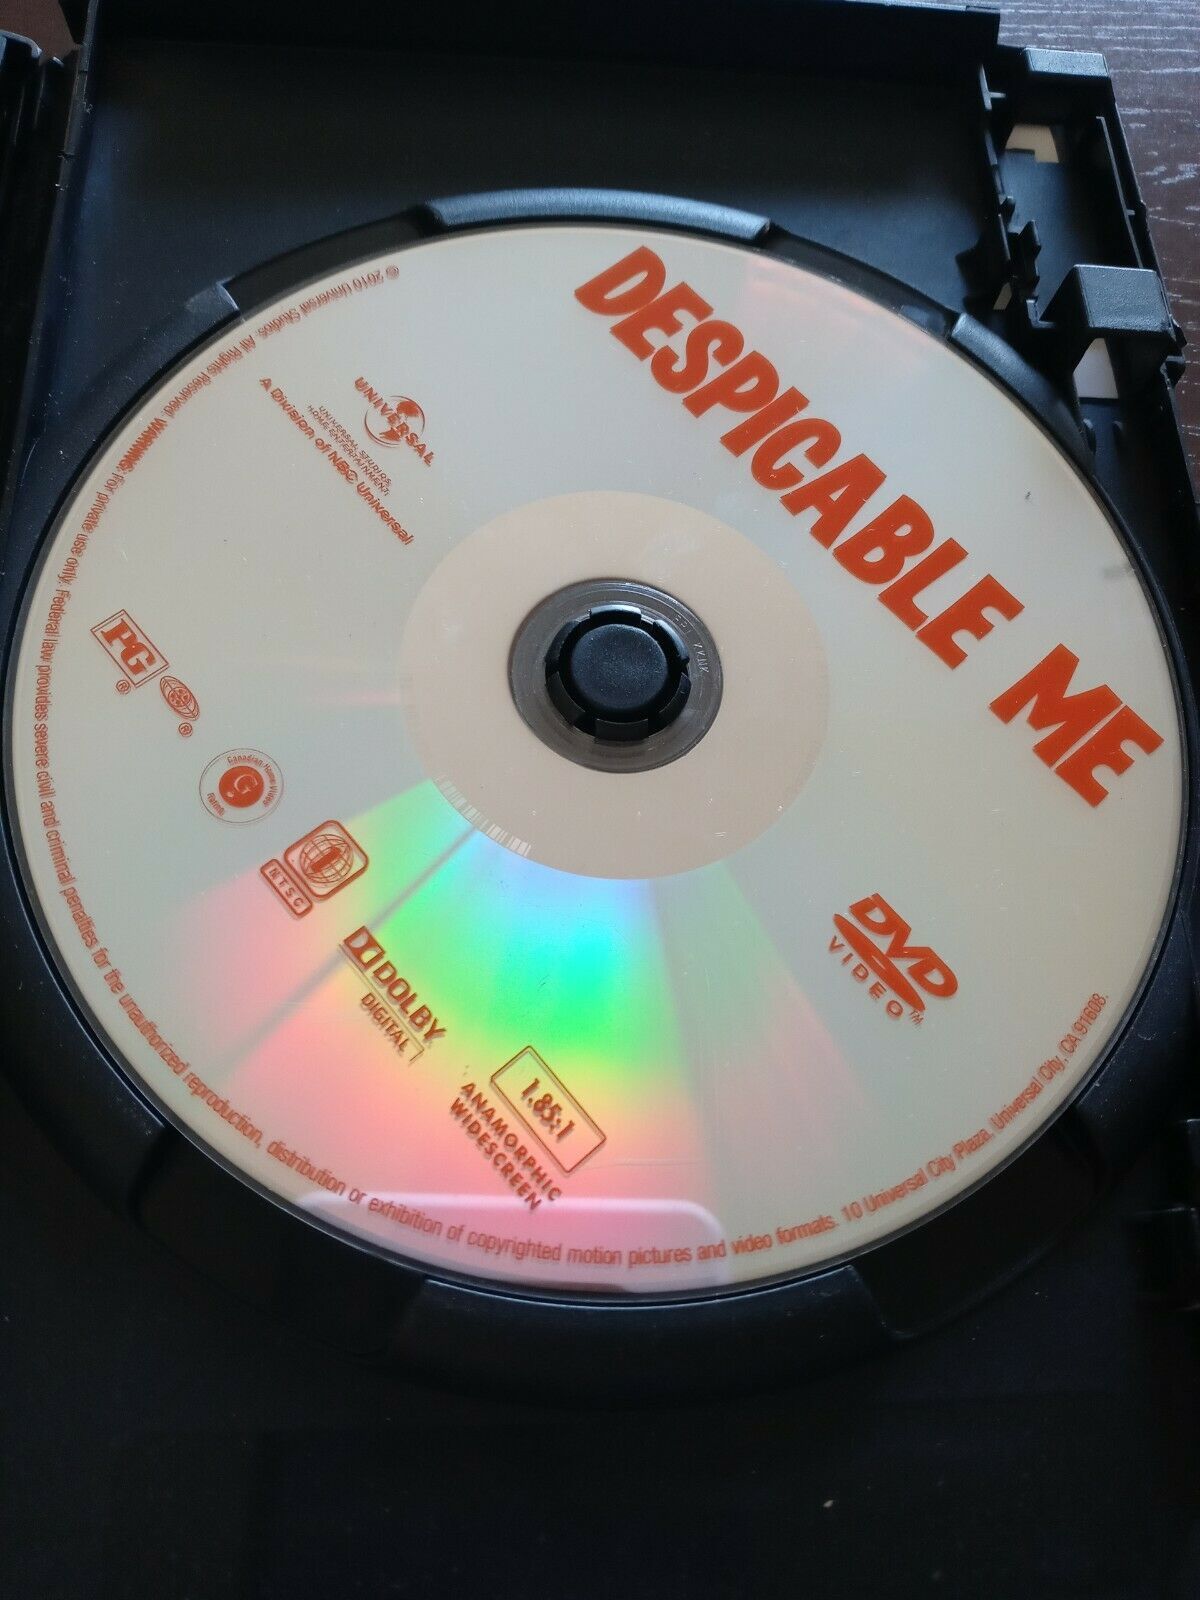 DESPICABLE ME
UNIVERSAL
UNIVERSAL STUDIOS
HOME ENTERTAINMENT
A Division of NBC Universal
PG
®
®
Canadian Home Video
G
Rating
1
N.T.S.C
DOLBY
DIGITAL
1.85:1
ANAMORPHIC
WIDESCREEN
DVD
VIDEO™
© 2010 Universal Studios. All Rights Reserved. WARNING: For private use only. Federal law provides severe civil and criminal penalties for the unauthorized reproduction, distribution or exhibition of copyrighted motion pictures and video formats. 10 Universal City Plaza, Universal City, CA 91608.